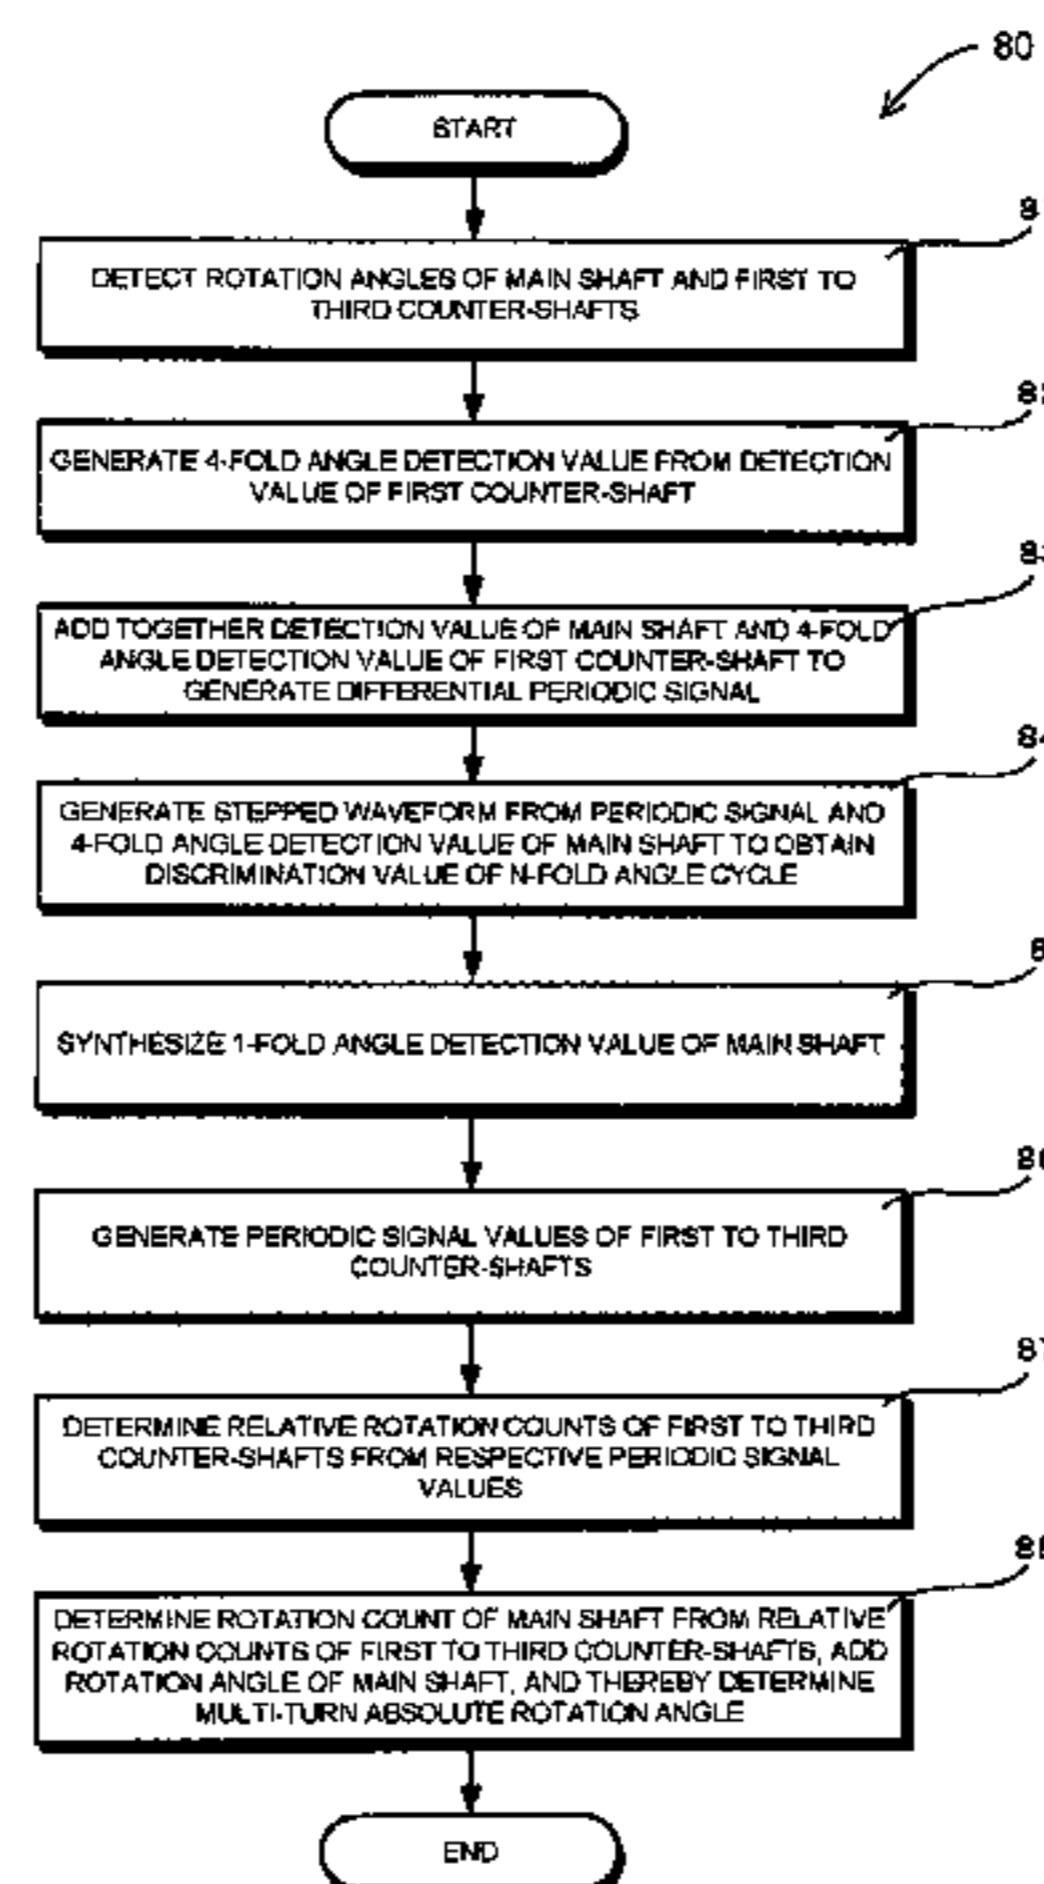 80
START
DETECT ROTATION ANGLES OF MAIN SHAFT AND FIRST TO
THIRD COUNTER-SHAFTS
GENERATE 4-FOLD ANGLE DETECTION VALUE FROM DETECTION
VALUE OF FIRST COUNTER-SHAFT
ADD TOGETHER DETECTION VALUE OF MAIN SHAFT AND 4-FOLD
ANGLE DETECTION VALUE OF FIRST COUNTER-SHAFT TO
GENERATE DIFFERENTIAL PERIODIC SIGNAL
84
GENERATE STEPPED WAVEFORM FROM PERIODIC SIGNAL AND
4-FOLD ANGLE DETECTION VALUE OF MAIN SHAFT TO OBTAIN
DISCRIMINATION VALUE OF N-FOLD ANGLE CYCLE
SYNTHESIZE 1-FOLD ANGLE DETECTION VALUE OF MAIN SHAFT
GENERATE PERIODIC SIGNAL VALUES OF FIRST TO THIRD
COUNTER-SHAFTS
87
DETERMINE RELATIVE ROTATION COUNTS OF FIRST TO THIRD
COUNTER-SHAFTS FROM RESPECTIVE PERIODIC SIGNAL
VALUES
DETERMINE ROTATION COUNT OF MAIN SHAFT FROM RELATIVE
ROTATION COUNTS OF FIRST TO THIRD COUNTER-SHAFTS, ADD
ROTATION ANGLE OF MAIN SHAFT, AND THEREBY DETERMINE
MULTI-TURN ABSOLUTE ROTATION ANGLE
END